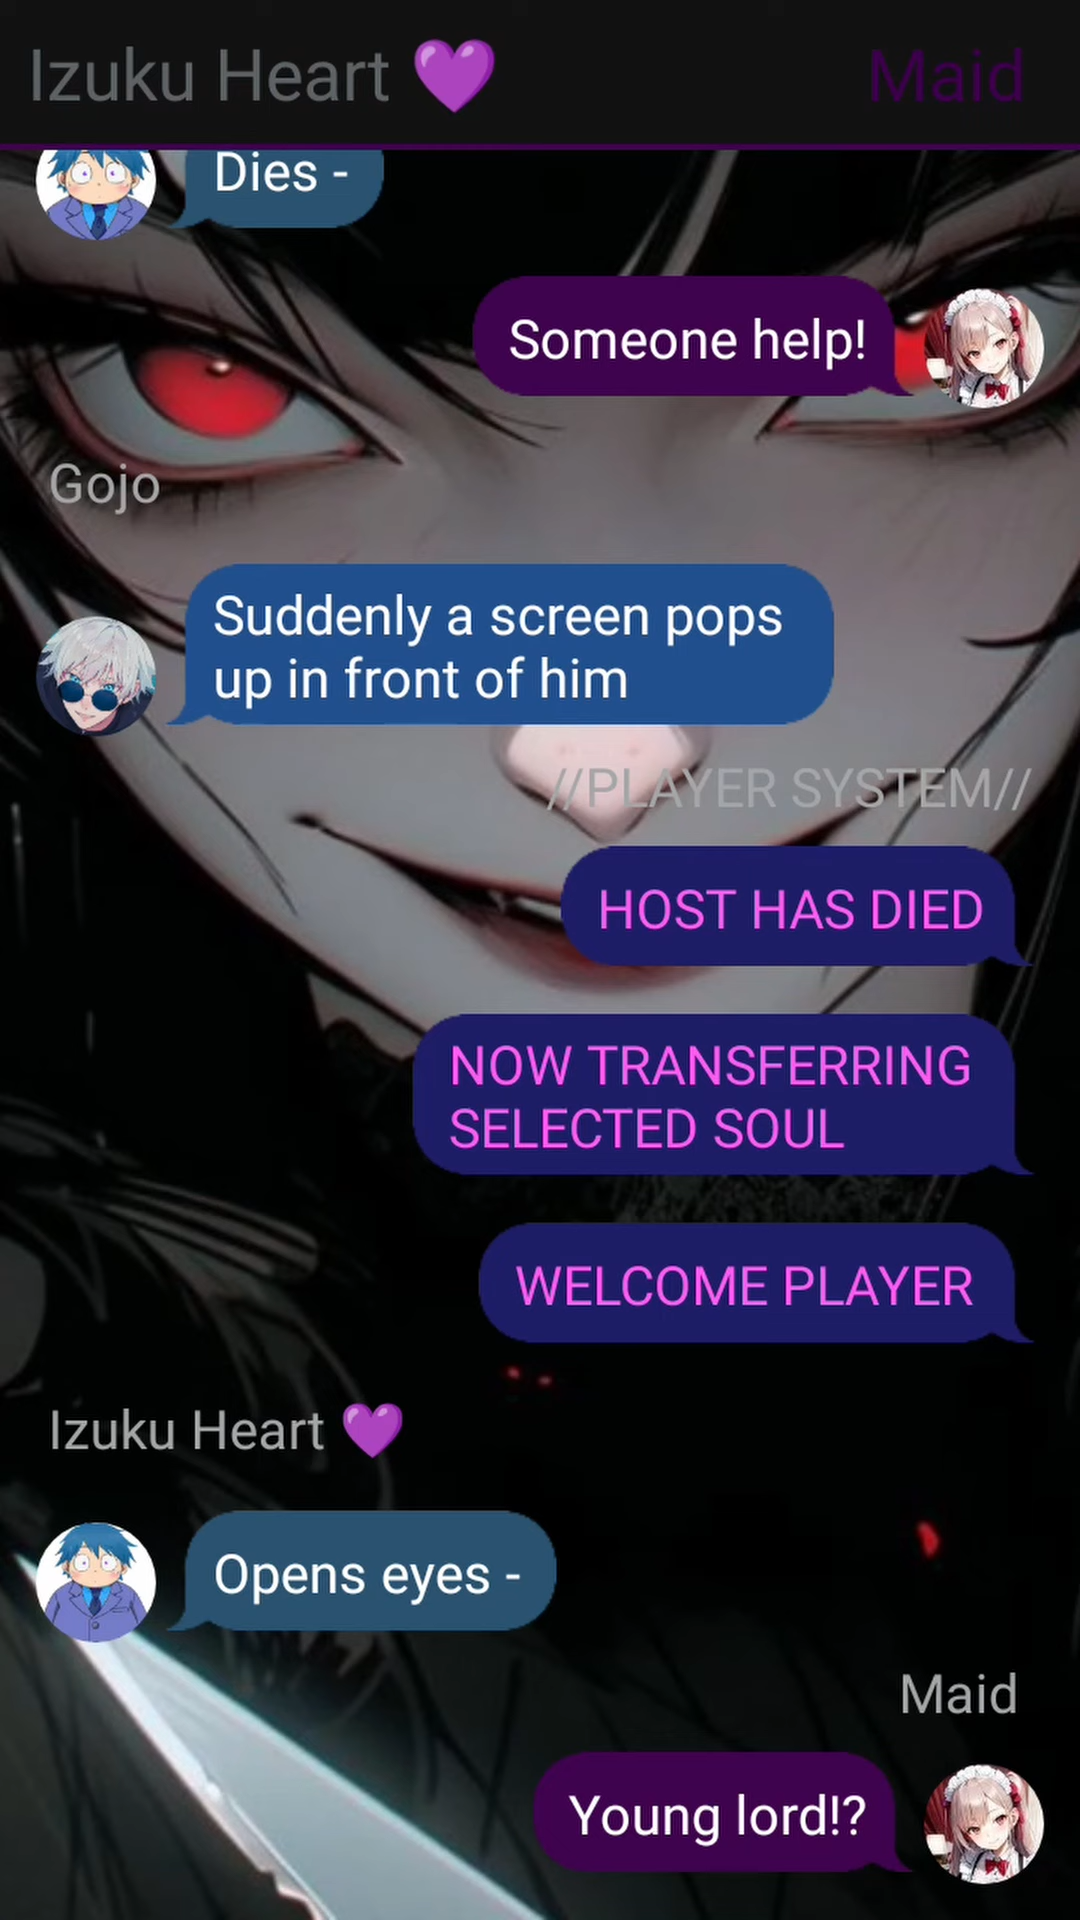 Izuku Heart 💜
Maid
Dies -
Someone help!
Gojo
Suddenly a screen pops
up in front of him
//PLAYER SYSTEM//
HOST HAS DIED
NOW TRANSFERRING
SELECTED SOUL
WELCOME PLAYER
Izuku Heart 💜
Opens eyes -
Maid
Young lord!?